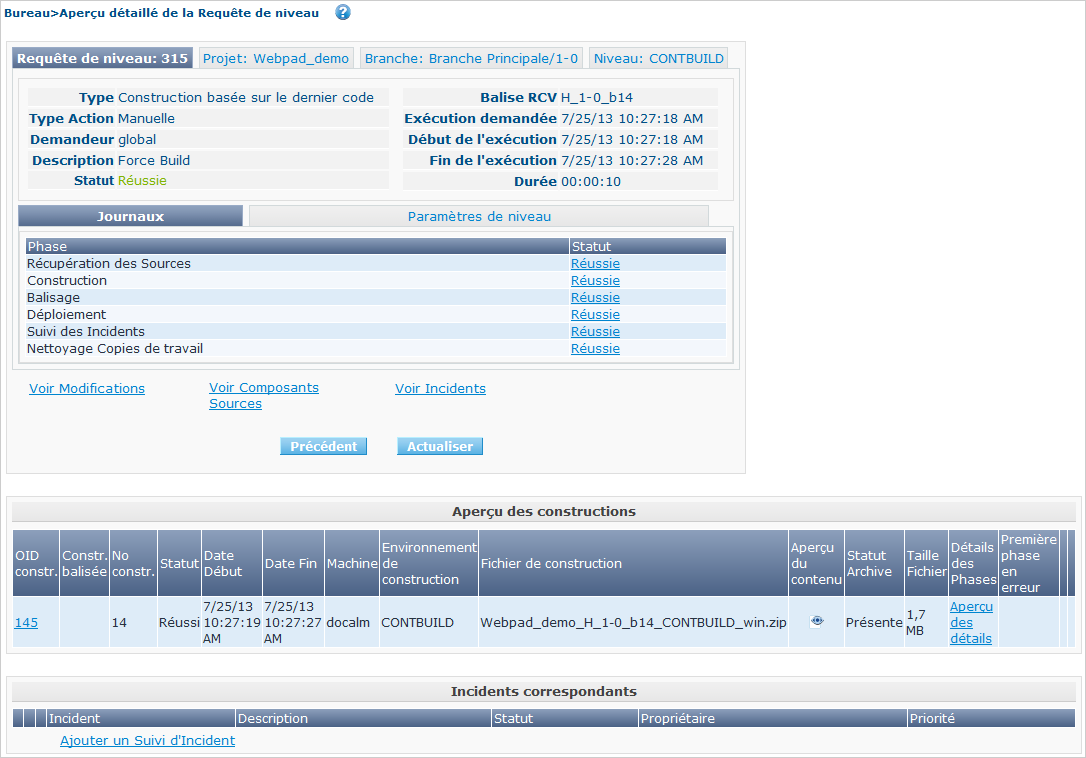 Bureau>Aperçu détaillé de la Requête de niveau ?
Requête de niveau: 315 Projet: Webpad_demo Branche: Branche Principale/1-0 Niveau: CONTBUILD
Type Construction basée sur le dernier code Balise RCV H_1-0_b14
Type Action Manuelle Exécution demandée 7/25/13 10:27:18 AM
Demandeur global Début de l'exécution 7/25/13 10:27:18 AM
Description Force Build Fin de l'exécution 7/25/13 10:27:28 AM
Statut Réussie Durée 00:00:10
Journaux Paramètres de niveau
Phase Statut
Récupération des Sources Réussie
Construction Réussie
Balisage Réussie
Déploiement Réussie
Suivi des Incidents Réussie
Nettoyage Copies de travail Réussie
Voir Modifications Voir Composants Voir Incidents
Sources
Précédent Actualiser
Aperçu des constructions
OID constr. Constr. balisée No constr. Statut Date Début Date Fin Machine Environnement de construction Fichier de construction Aperçu du contenu Statut Archive Taille Fichier Détails des Phases Première phase en erreur
145 14 Réussi 7/25/13 10:27:19 AM 7/25/13 10:27:27 AM docalm CONTBUILD Webpad_demo_H_1-0_b14_CONTBUILD_win.zip Présente 1,7 MB Aperçu des détails
Incidents correspondants
Incident Description Statut Propriétaire Priorité
Ajouter un Suivi d'Incident